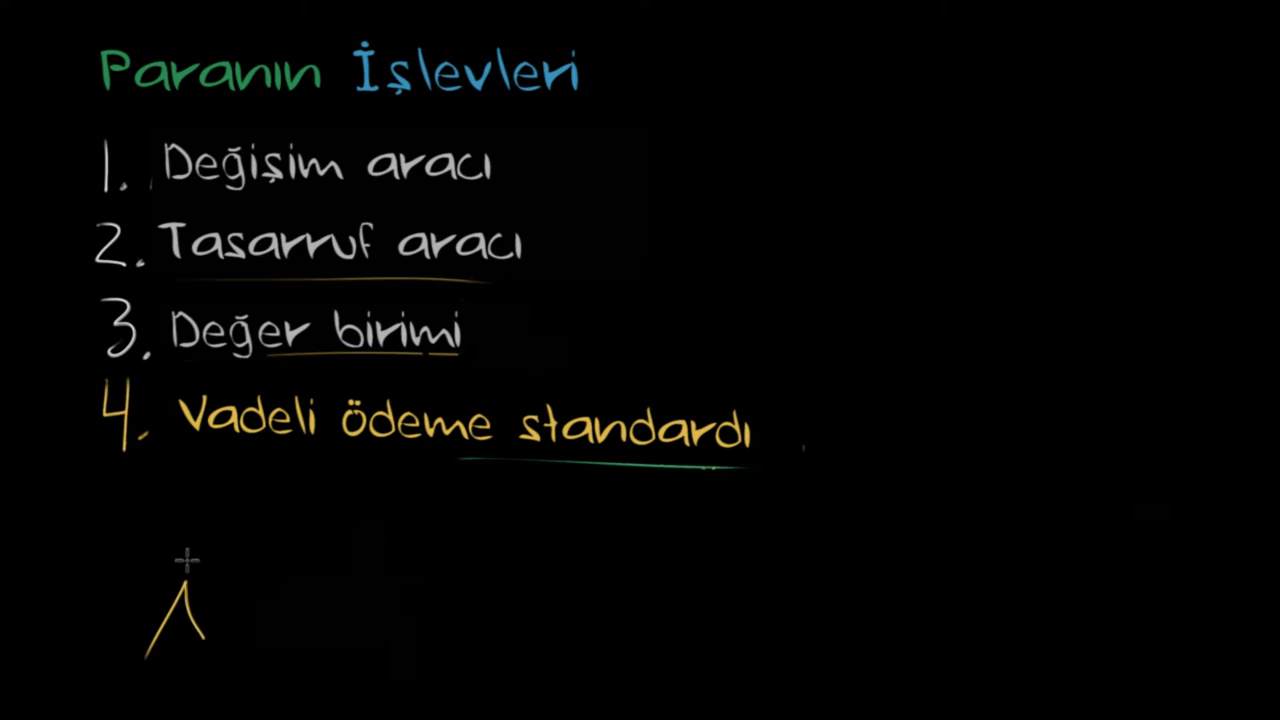 Paranın İşlevleri
1. Değişim aracı
2. Tasarruf aracı
3. Değer birimi
4. Vadeli ödeme standardı